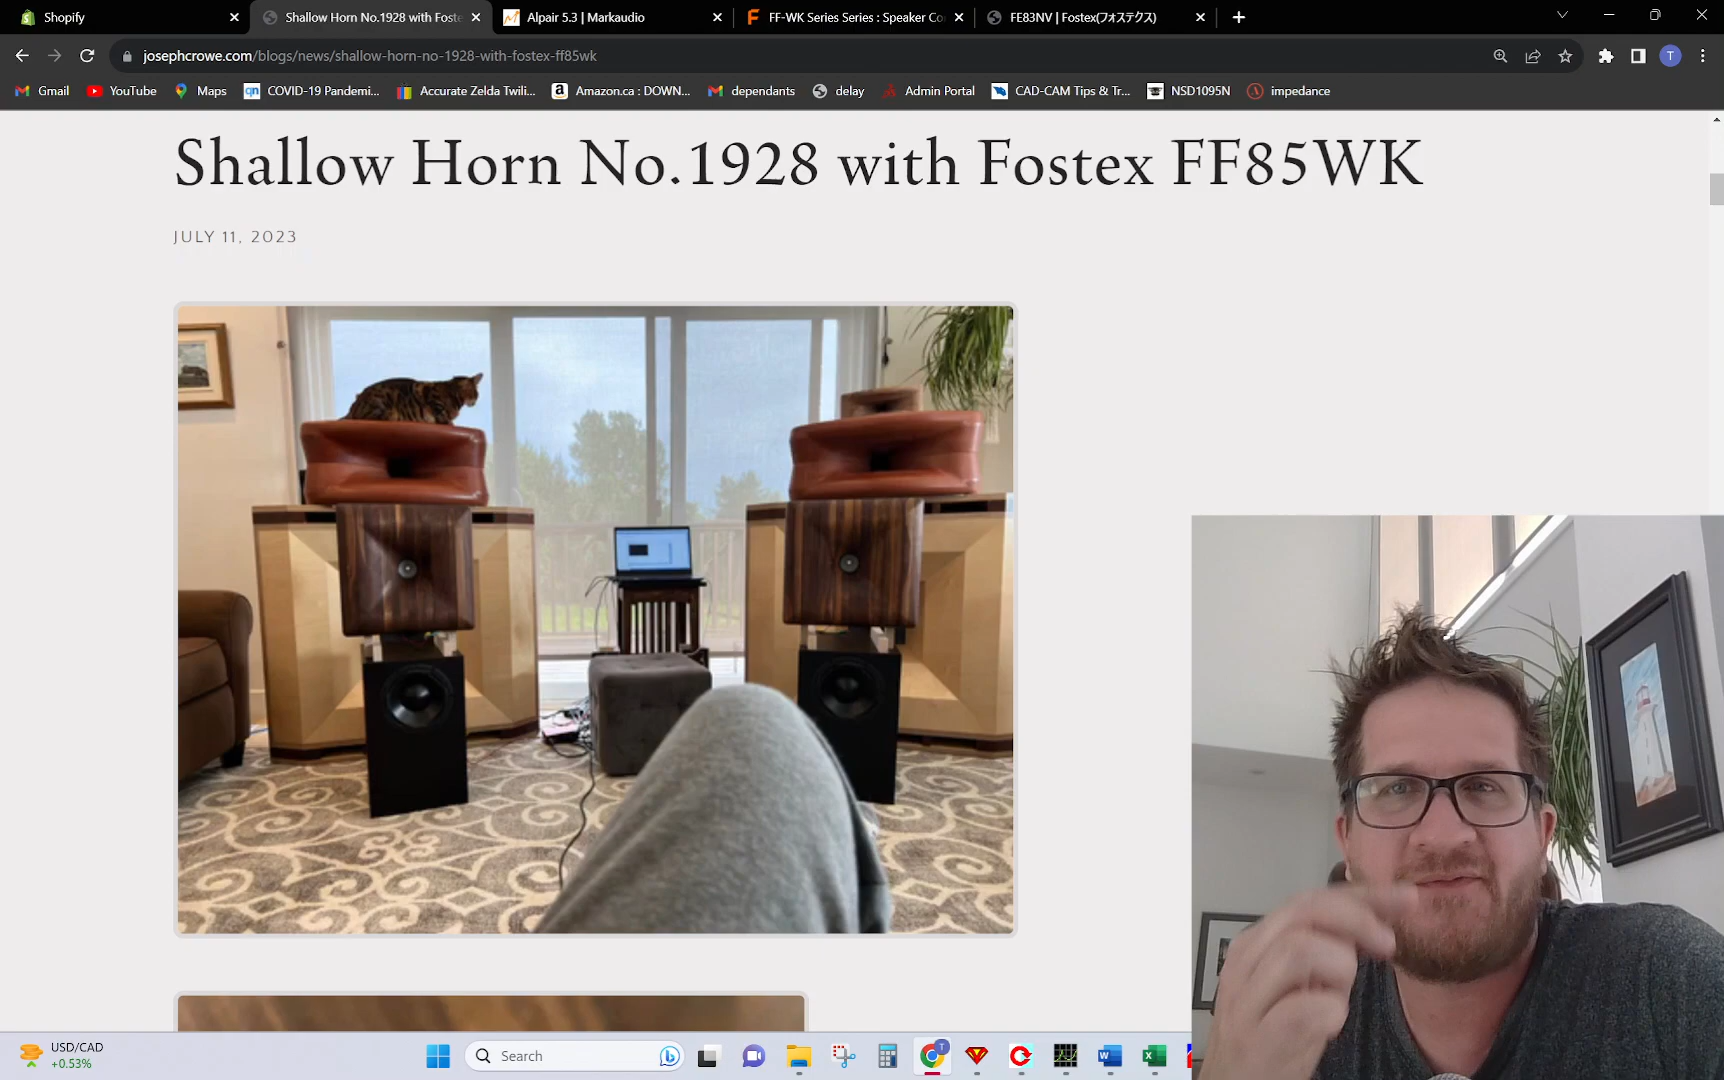 Shopify
Shallow Horn No.1928 with Foste
Alpair 5.3 | Markaudio
FF-WK Series Series : Speaker Co
FE83NV | Fostex(フォステクス)
josephcrowe.com/blogs/news/shallow-horn-no-1928-with-fostex-ff85wk
T
Gmail
YouTube
Maps
COVID-19 Pandemi...
Accurate Zelda Twili...
Amazon.ca : DOWN...
dependants
delay
Admin Portal
CAD-CAM Tips & Tr...
NSD1095N
impedance
Shallow Horn No.1928 with Fostex FF85WK
JULY 11, 2023
USD/CAD
+0.53%
Search